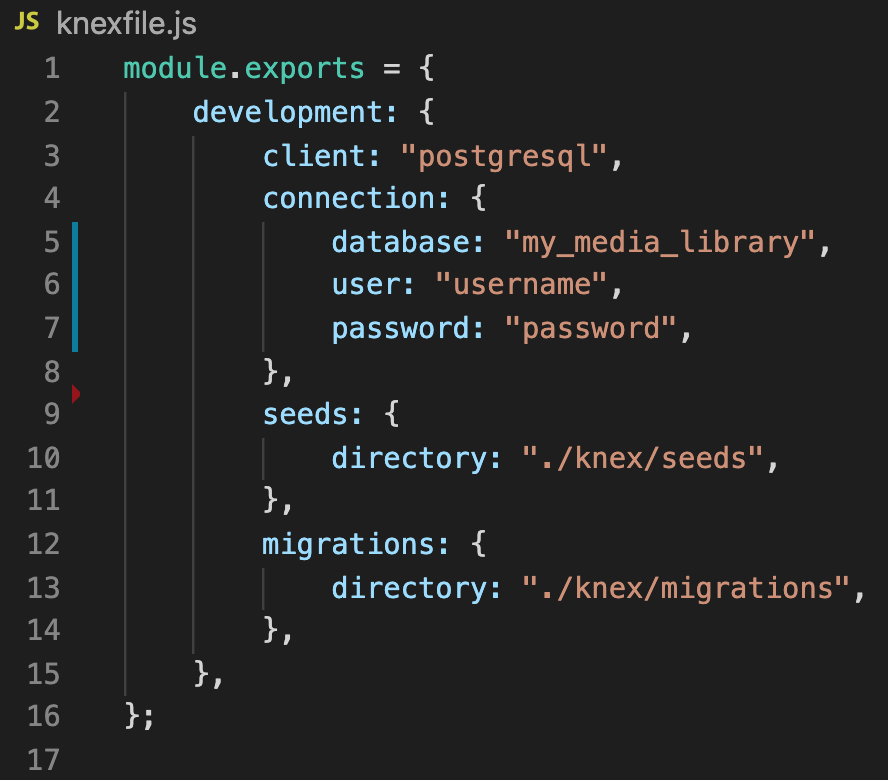 JS knexfile.js
1 module.exports = {
2 development: {
3 client: "postgresql",
4 connection: {
5 database: "my_media_library",
6 user: "username",
7 password: "password",
8 },
9 seeds: {
10 directory: "./knex/seeds",
11 },
12 migrations: {
13 directory: "./knex/migrations",
14 },
15 },
16 };
17